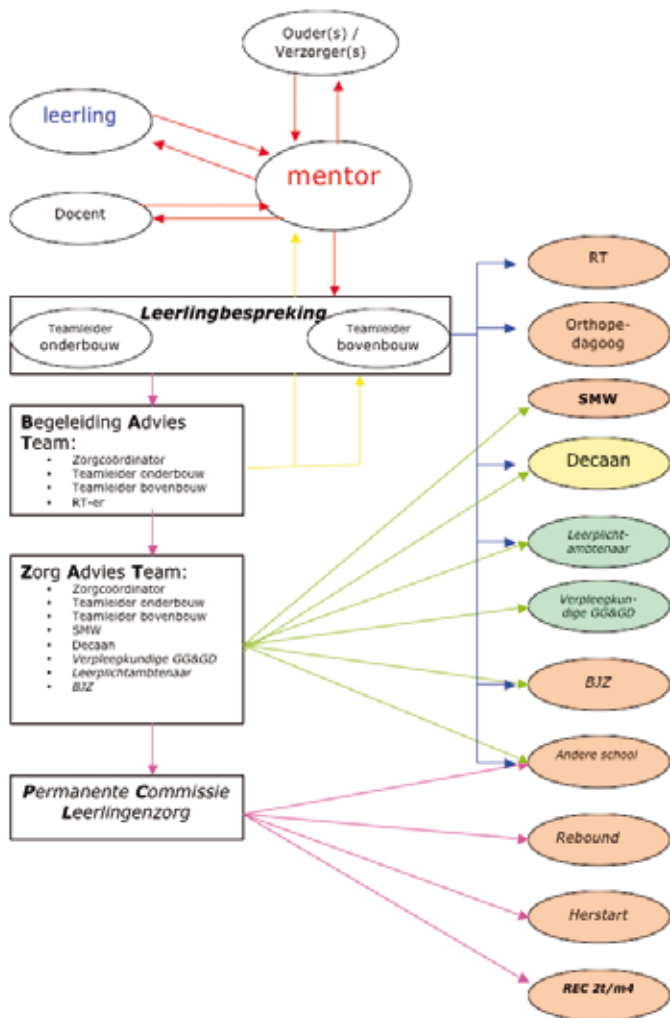 Ouder(s) /
Verzorger(s)
leerling
mentor
Docent
Leerlingbespreking
Teamleider
onderbouw
Teamleider
bovenbouw
Begeleiding Advies
Team:
• Zorgcoördinator
• Teamleider onderbouw
• Teamleider bovenbouw
• RT-er
Zorg Advies Team:
• Zorgcoördinator
• Teamleider onderbouw
• Teamleider bovenbouw
• SMW
• Decaan
• Verpleegkundige GG&GD
• Leerplichtambtenaar
• BJZ
Permanente Commissie
Leerlingenzorg
RT
Orthope-
dagoog
SMW
Decaan
Leerplicht-
ambtenaar
Verpleegkun-
dige GG&GD
BJZ
Andere school
Rebound
Herstart
REC 2t/m4